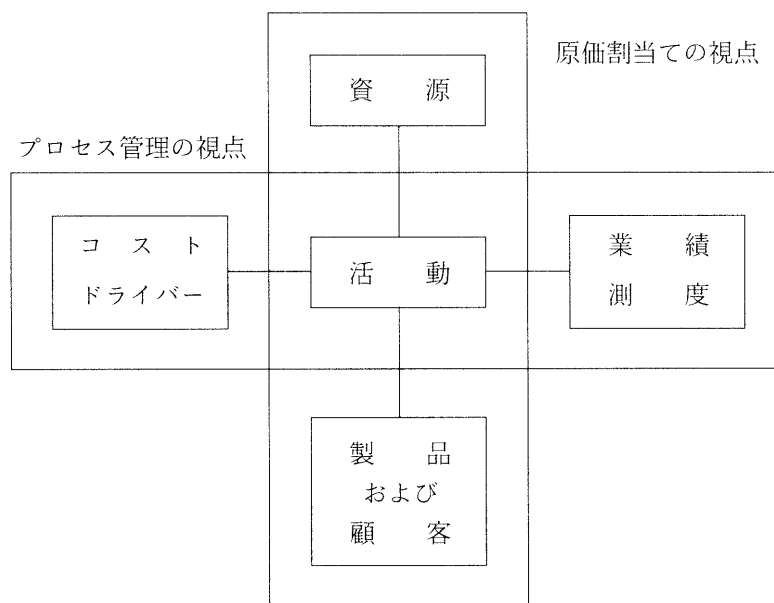 原価割当ての視点
資源
プロセス管理の視点
コスト
ドライバー
活動
業績
測度
製品
および
顧客